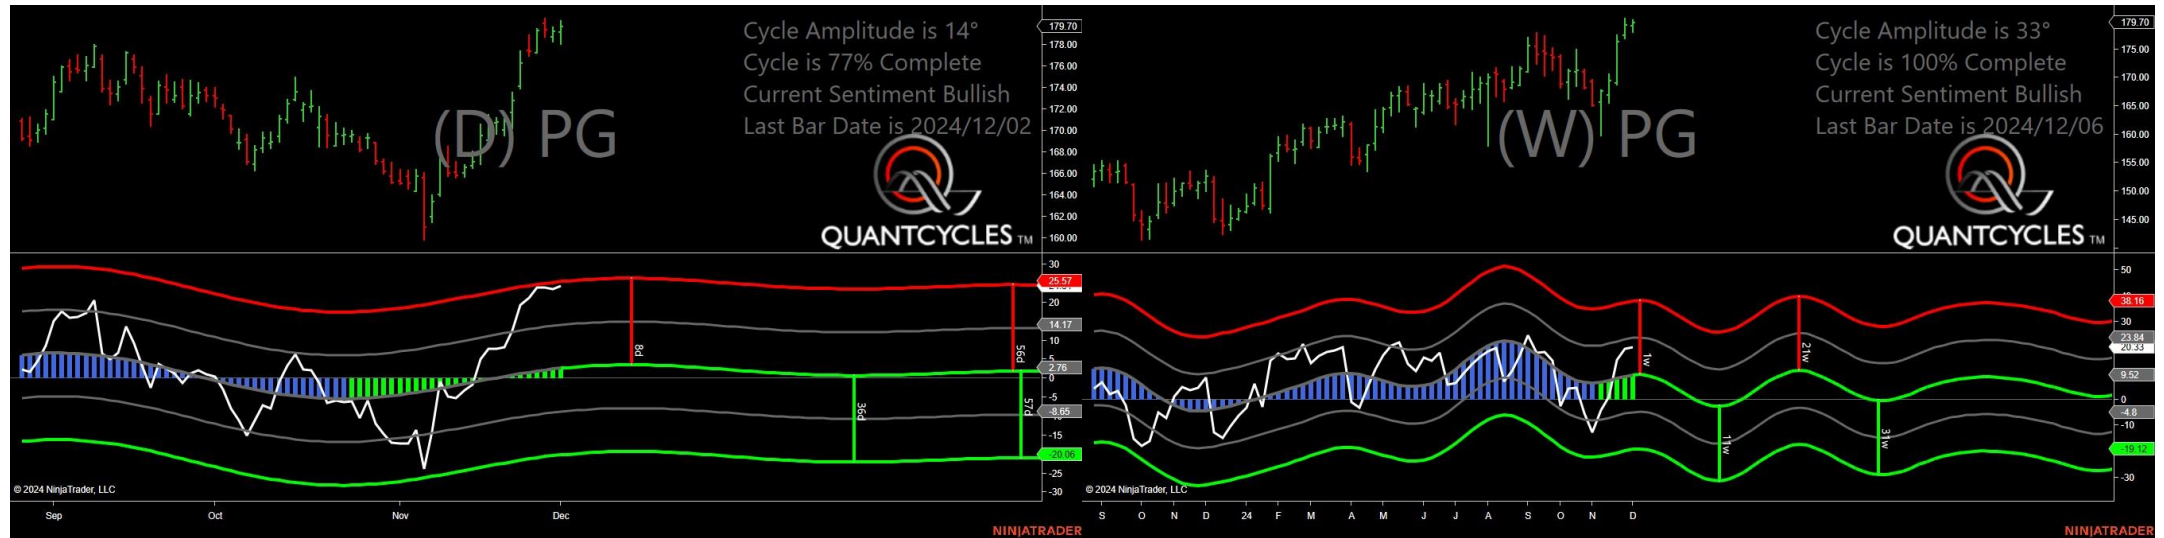 Cycle Amplitude is 14°
Cycle is 77% Complete
Current Sentiment Bullish
Last Bar Date is 2024/12/02
(D) PG
QUANTCYCLES TM
179.70
178.00
176.00
174.00
172.00
170.00
168.00
166.00
164.00
162.00
160.00
30
25.57
20
14.17
10
5
2.76
0
-5
-8.65
-15
-20.06
-25
-30
8d
36d
56d
57d
© 2024 NinjaTrader, LLC
Sep Oct Nov Dec
NINJATRADER
Cycle Amplitude is 33°
Cycle is 100% Complete
Current Sentiment Bullish
Last Bar Date is 2024/12/06
(W) PG
QUANTCYCLES TM
179.70
175.00
170.00
165.00
160.00
155.00
150.00
145.00
50
38.16
30
23.84
20.33
9.52
0
-4.8
-10
-19.12
-30
1w
11w
21w
31w
© 2024 NinjaTrader, LLC
S O N D 24 F M A M J J A S O N D
NINJATRADER